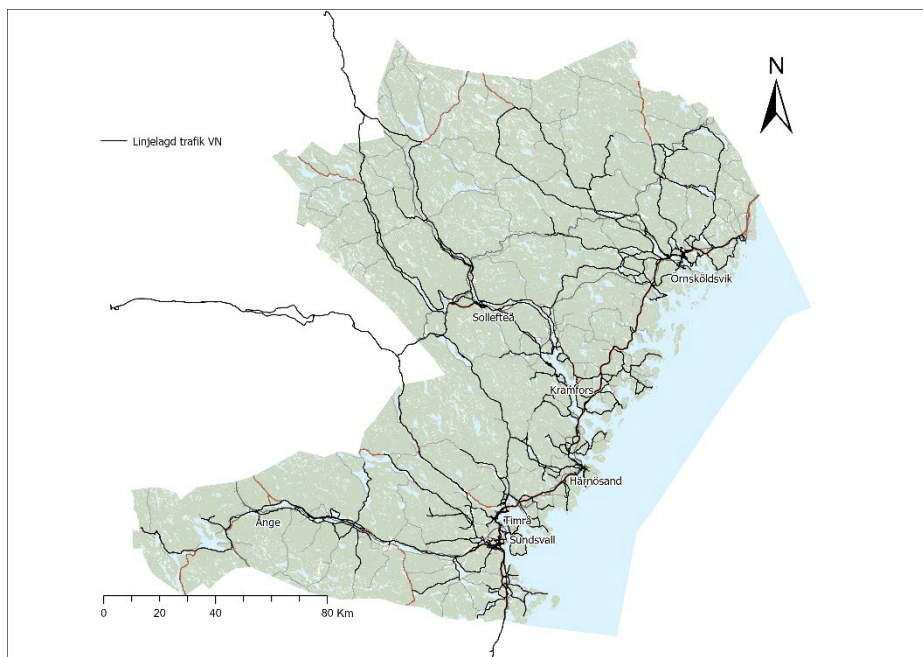 N
Linjelagd trafik VN
Örnsköldsvik
Sollefteå
Kramfors
Härnösand
Ånge
Timrå
Sundsvall
0 20 40 80 Km